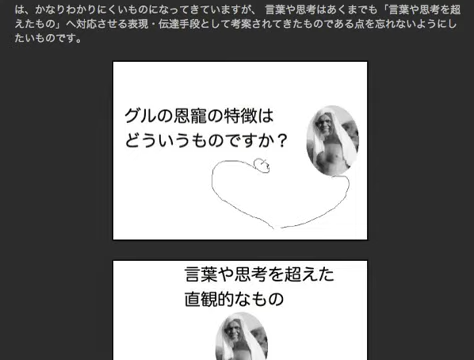 は、かなりわかりにくいものになってきていますが、 言葉や思考はあくまでも「言葉や思考を超
えたもの」へ対応させる表現・伝達手段として考案されてきたものである点を忘れないようにし
たいものです。
グルの恩寵の特徴は
どういうものですか？
言葉や思考を超えた
直観的なもの